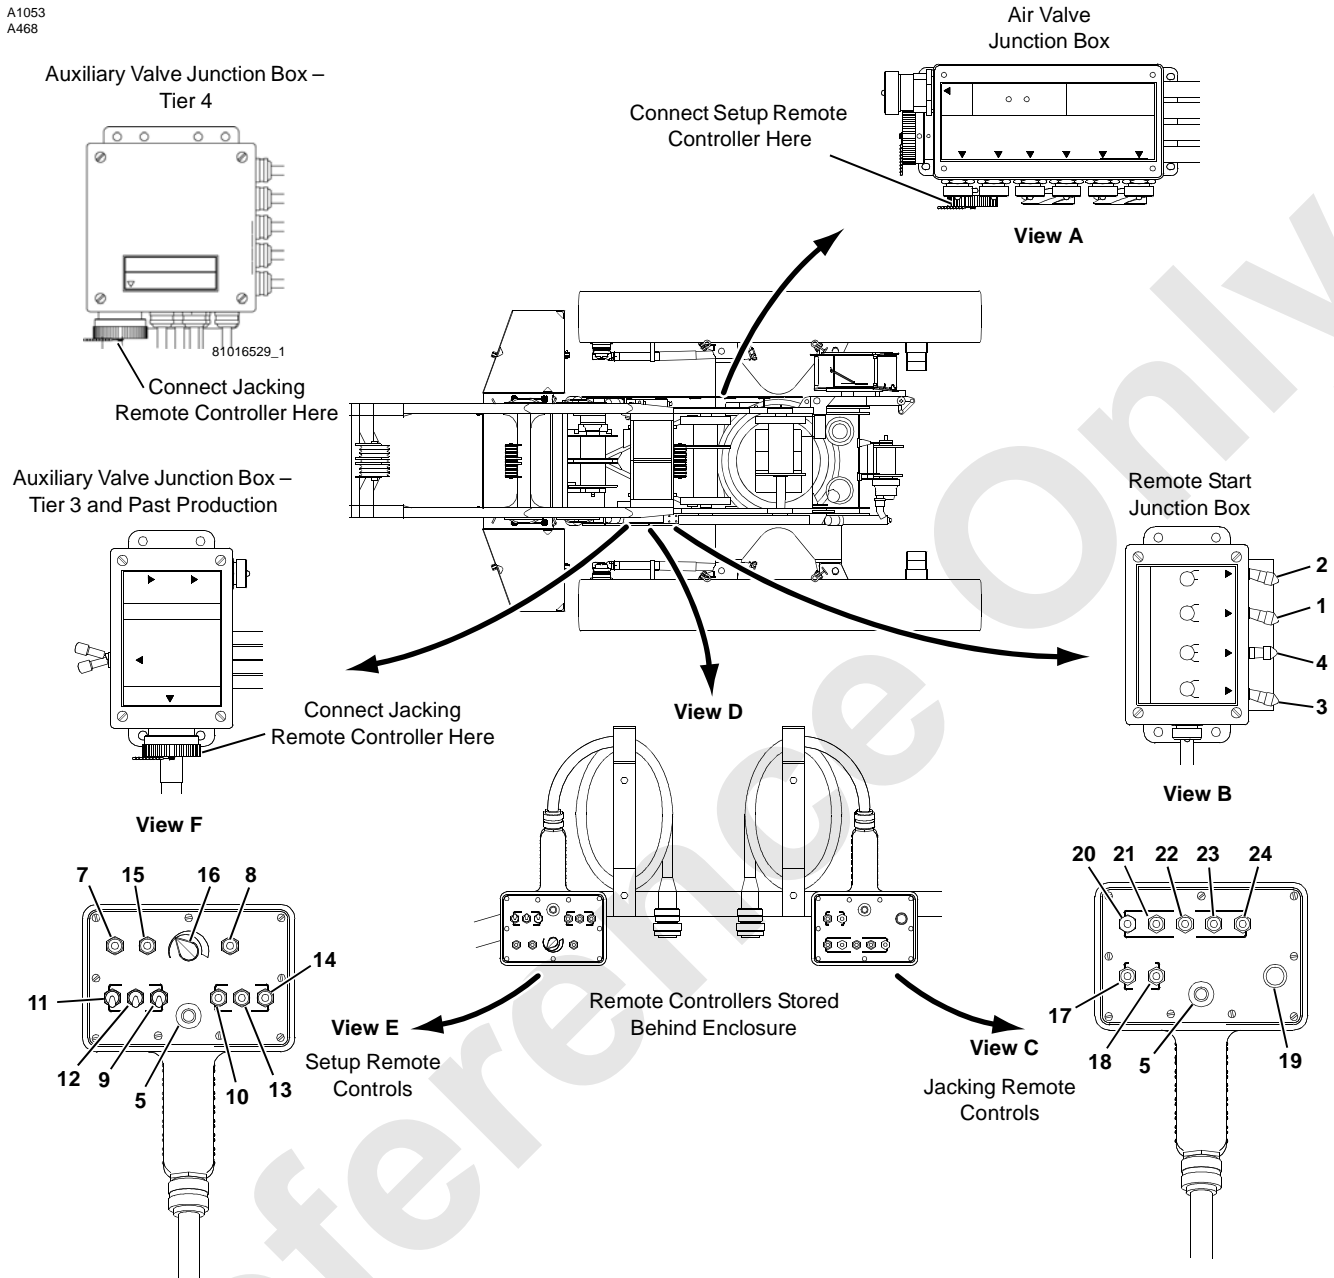 A1053
A468
Auxiliary Valve Junction Box –
Tier 4
81016529_1
Connect Jacking
Remote Controller Here
Air Valve
Junction Box
Connect Setup Remote
Controller Here
View A
Auxiliary Valve Junction Box –
Tier 3 and Past Production
Connect Jacking
Remote Controller Here
View F
View D
Remote Start
Junction Box
2
1
4
3
View B
Remote Controllers Stored
Behind Enclosure
7
15
16
8
14
11
12
9
5
10
13
View E
Setup Remote
Controls
20
21
22
23
24
17
18
5
19
View C
Jacking Remote
Controls
Reference Only